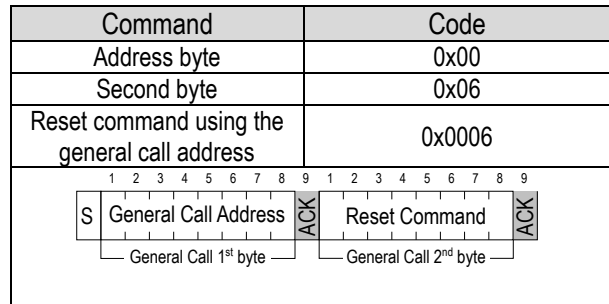 Command Code
Address byte 0x00
Second byte 0x06
Reset command using the
general call address 0x0006
1 2 3 4 5 6 7 8 9 1 2 3 4 5 6 7 8 9
S General Call Address ACK Reset Command ACK
General Call 1st byte General Call 2nd byte